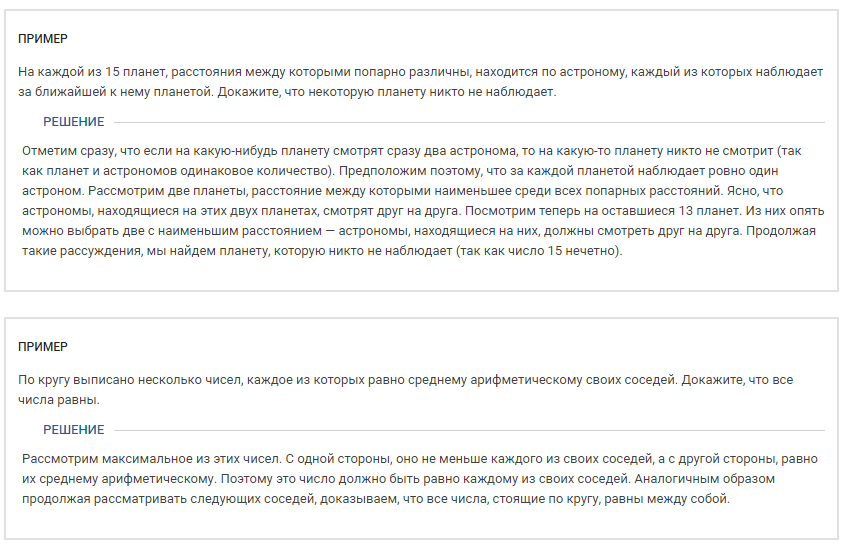 ПРИМЕР
На каждой из 15 планет, расстояния между которыми попарно различны, находится по астроному, каждый из которых наблюдает
за ближайшей к нему планетой. Докажите, что некоторую планету никто не наблюдает.
РЕШЕНИЕ
Отметим сразу, что если на какую-нибудь планету смотрят сразу два астронома, то на какую-то планету никто не смотрит (так
как планет и астрономов одинаковое количество). Предположим поэтому, что за каждой планетой наблюдает ровно один
астроном. Рассмотрим две планеты, расстояние между которыми наименьшее среди всех попарных расстояний. Ясно, что
астрономы, находящиеся на этих двух планетах, смотрят друг на друга. Посмотрим теперь на оставшиеся 13 планет. Из них опять
можно выбрать две с наименьшим расстоянием — астрономы, находящиеся на них, должны смотреть друг на друга. Продолжая
такие рассуждения, мы найдем планету, которую никто не наблюдает (так как число 15 нечетно).
ПРИМЕР
По кругу выписано несколько чисел, каждое из которых равно среднему арифметическому своих соседей. Докажите, что все
числа равны.
РЕШЕНИЕ
Рассмотрим максимальное из этих чисел. С одной стороны, оно не меньше каждого из своих соседей, а с другой стороны, равно
их среднему арифметическому. Поэтому это число должно быть равно каждому из своих соседей. Аналогичным образом
продолжая рассматривать следующих соседей, доказываем, что все числа, стоящие по кругу, равны между собой.